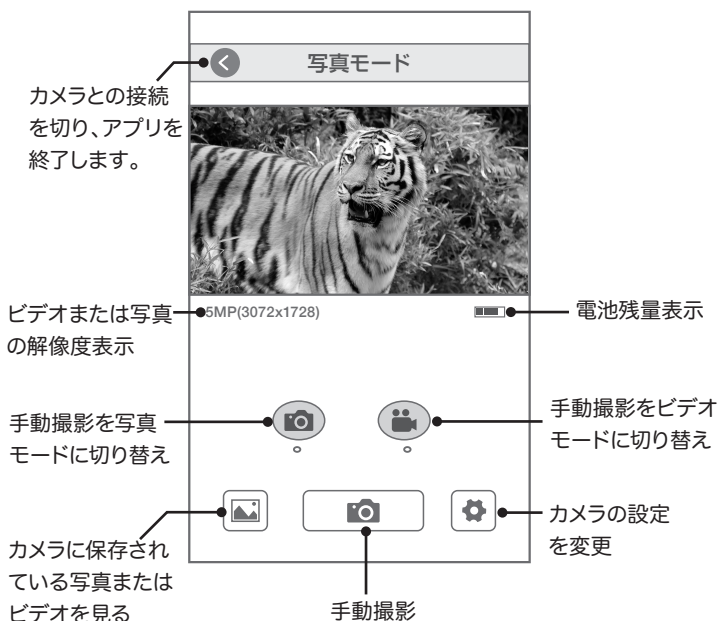 写真モード
カメラとの接続
を切り、アプリを
終了します。
ビデオまたは写真
の解像度表示
5MP(3072x1728)
電池残量表示
手動撮影を写真
モードに切り替え
手動撮影をビデオ
モードに切り替え
カメラの設定
を変更
カメラに保存され
ている写真または
ビデオを見る
手動撮影